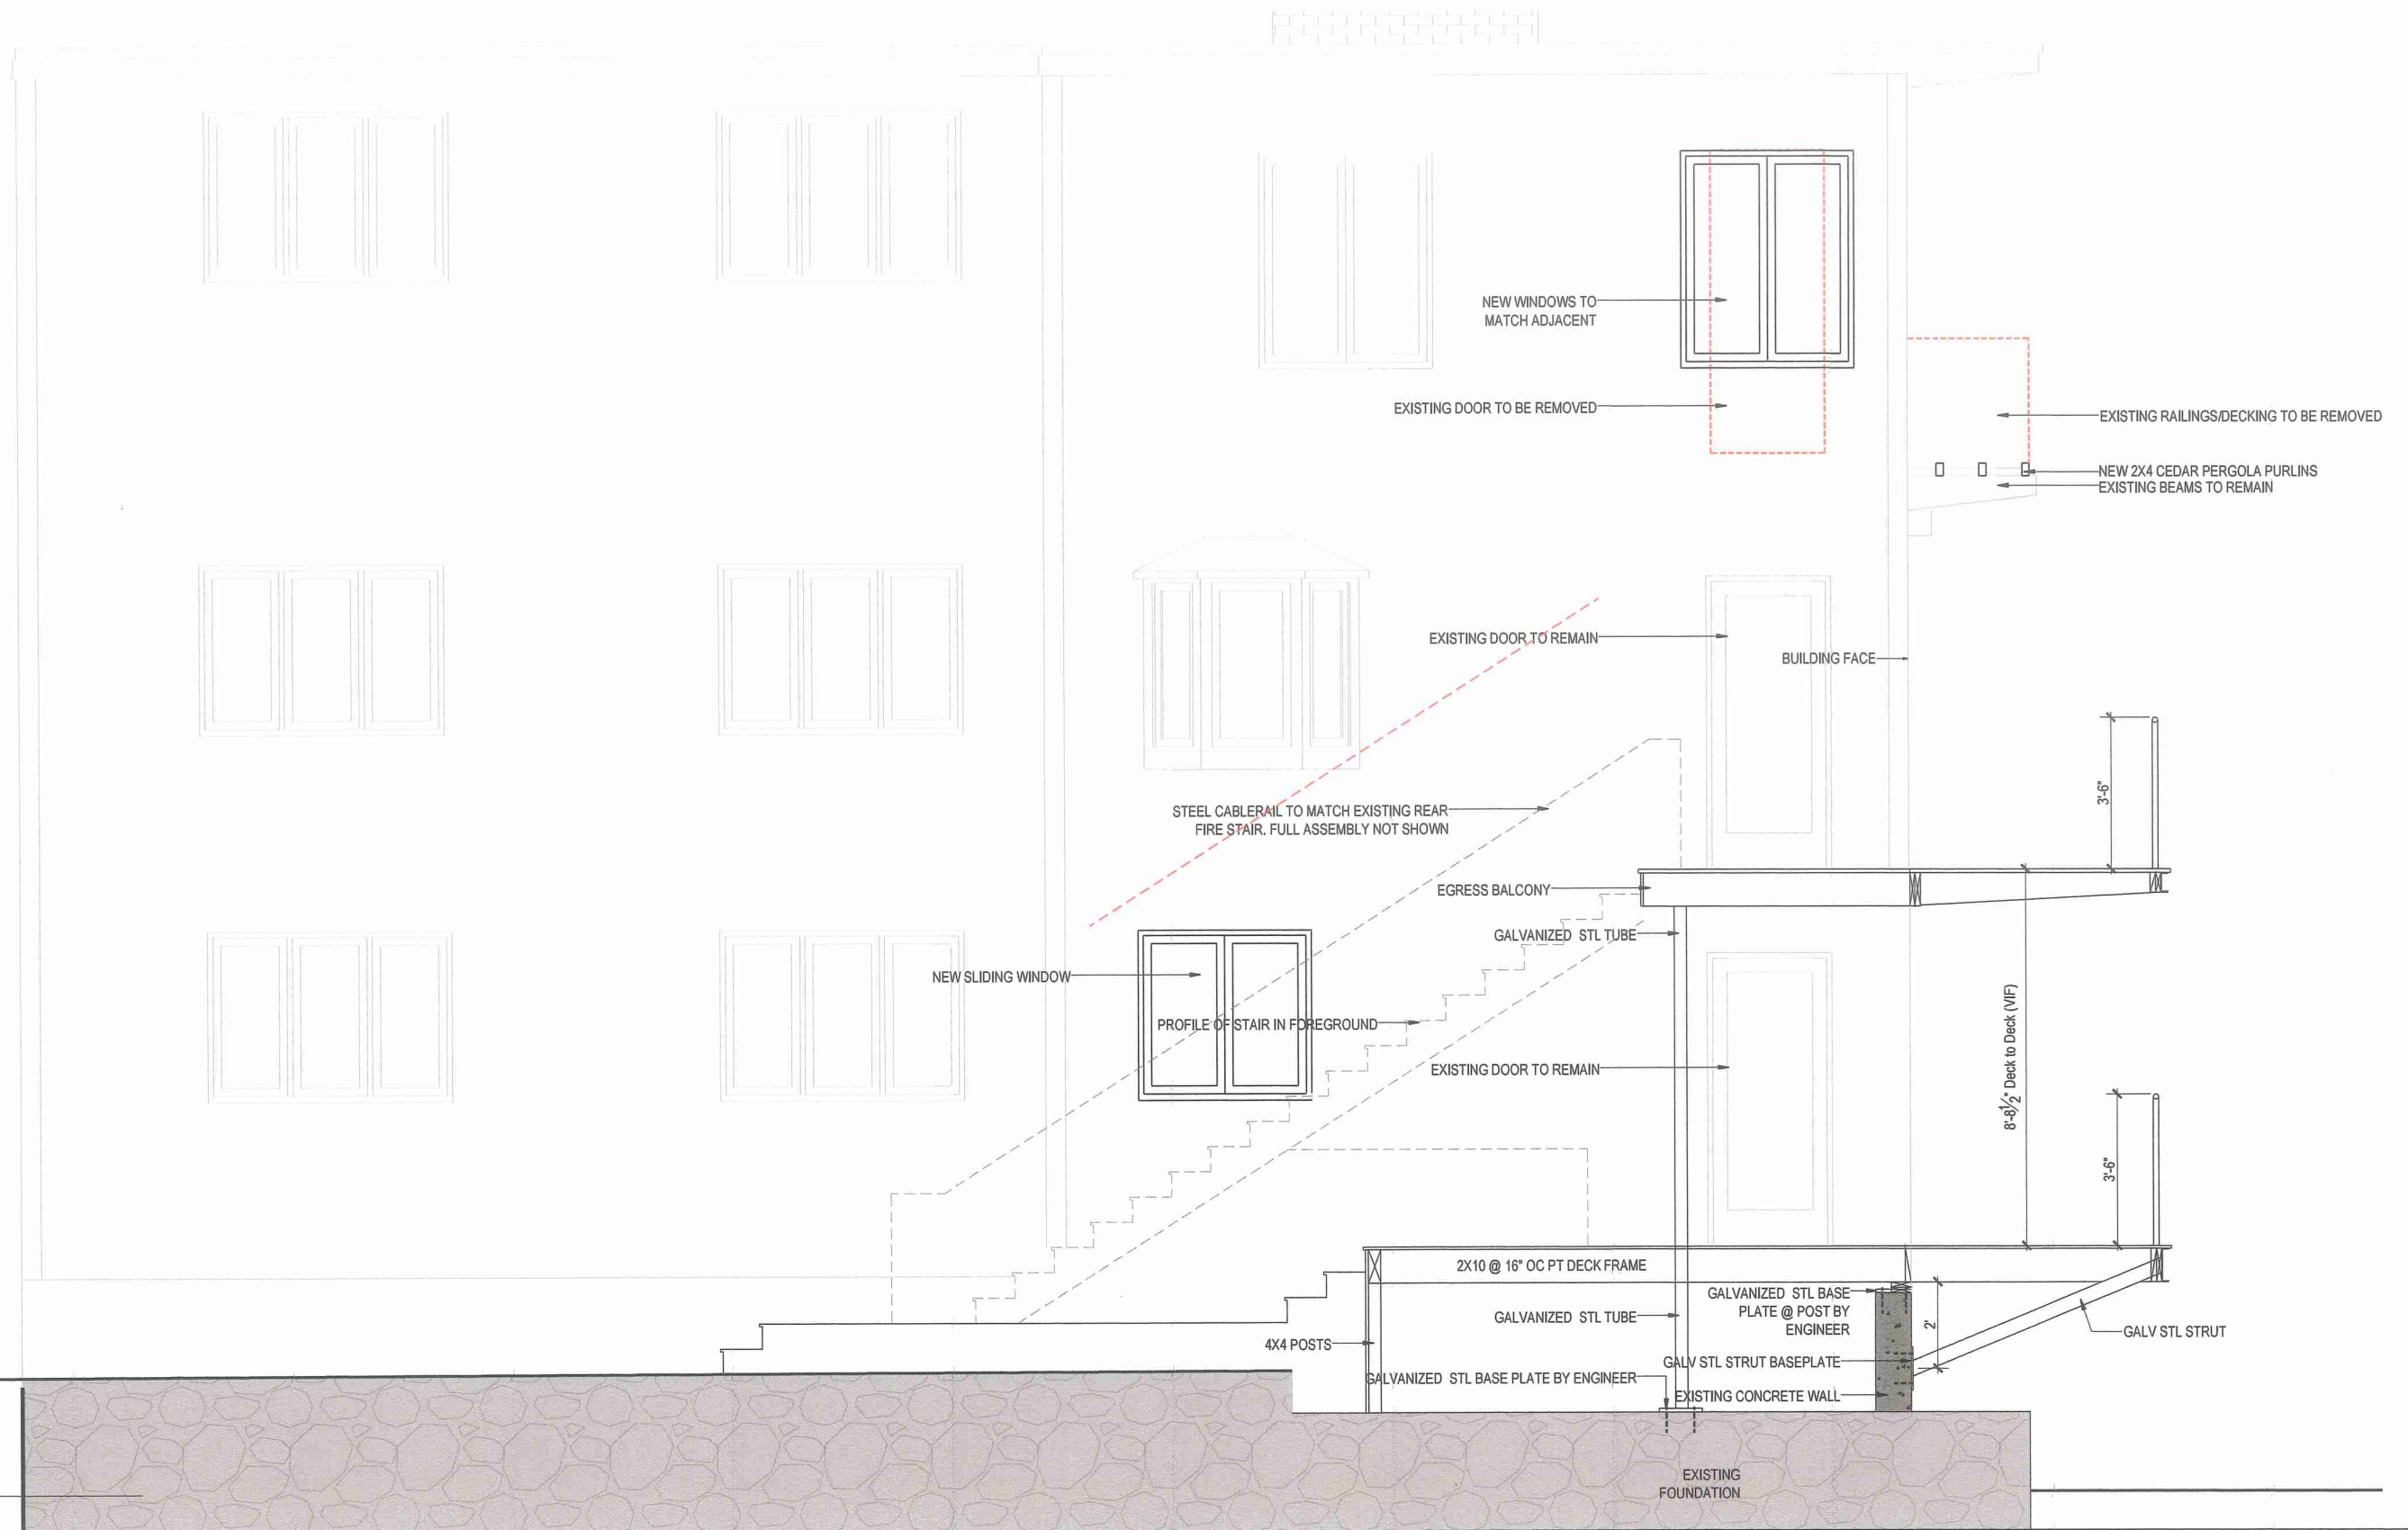 NEW WINDOWS TO
MATCH ADJACENT
EXISTING DOOR TO BE REMOVED
EXISTING RAILINGS/DECKING TO BE REMOVED
NEW 2X4 CEDAR PERGOLA PURLINS
EXISTING BEAMS TO REMAIN
EXISTING DOOR TO REMAIN
BUILDING FACE
3'-6"
STEEL CABLERAIL TO MATCH EXISTING REAR
FIRE STAIR. FULL ASSEMBLY NOT SHOWN
EGRESS BALCONY
GALVANIZED STL TUBE
NEW SLIDING WINDOW
PROFILE OF STAIR IN FOREGROUND
EXISTING DOOR TO REMAIN
8'-8½" Deck to Deck (VIF)
3'-6"
2X10 @ 16" OC PT DECK FRAME
GALVANIZED STL BASE
PLATE @ POST BY
ENGINEER
GALVANIZED STL TUBE
2'
GALV STL STRUT
4X4 POSTS
GALV STL STRUT BASEPLATE
GALVANIZED STL BASE PLATE BY ENGINEER
EXISTING CONCRETE WALL
EXISTING
FOUNDATION